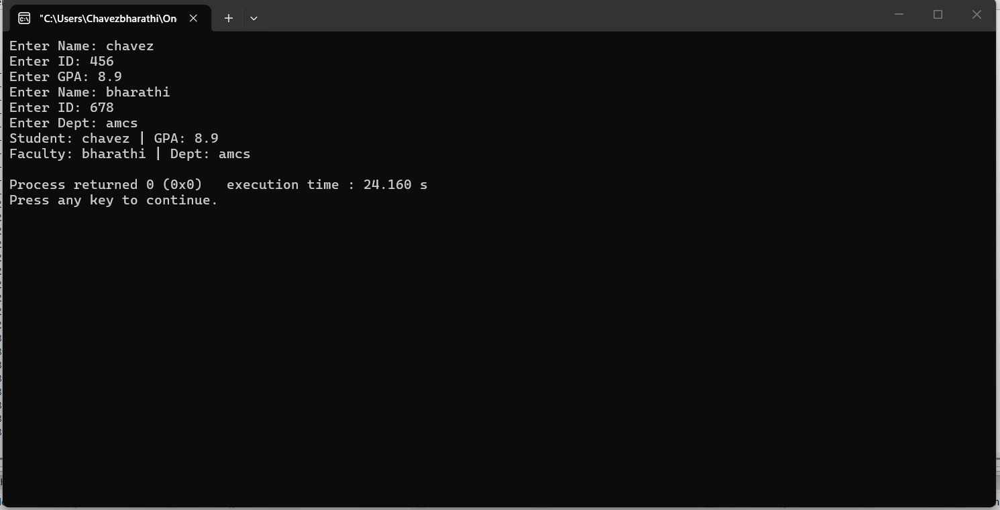 "C:\Users\Chavezbharathi\On
Enter Name: chavez
Enter ID: 456
Enter GPA: 8.9
Enter Name: bharathi
Enter ID: 678
Enter Dept: amcs
Student: chavez | GPA: 8.9
Faculty: bharathi | Dept: amcs
Process returned 0 (0x0)   execution time : 24.160 s
Press any key to continue.